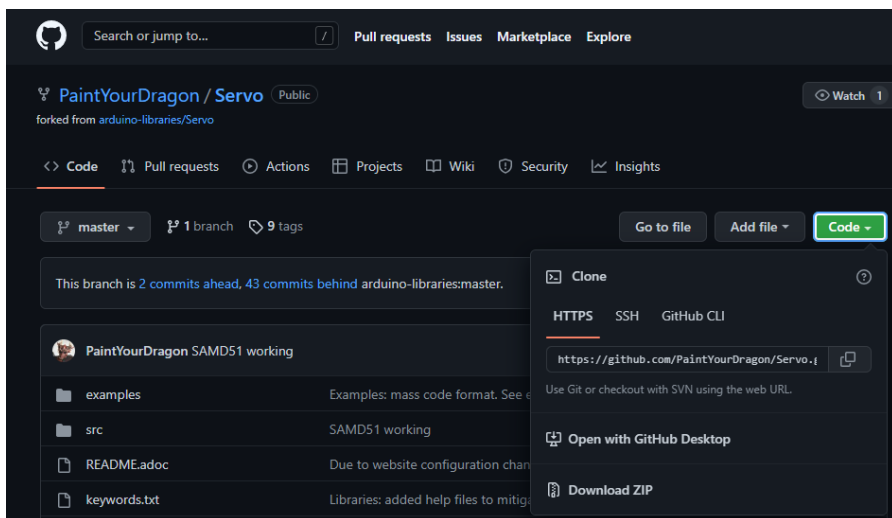 Search or jump to... / Pull requests Issues Marketplace Explore
PaintYourDragon / Servo Public Watch 1
forked from arduino-libraries/Servo
<> Code Pull requests Actions Projects Wiki Security Insights
master 1 branch 9 tags Go to file Add file Code
This branch is 2 commits ahead, 43 commits behind arduino-libraries:master.
PaintYourDragon SAMD51 working
examples Examples: mass code format. See
src SAMD51 working
README.adoc Due to website configuration
keywords.txt Libraries: added help files to
Clone
HTTPS SSH GitHub CLI
https://github.com/PaintYourDragon/Servo.
Use Git or checkout with SVN using the web URL.
Open with GitHub Desktop
Download ZIP